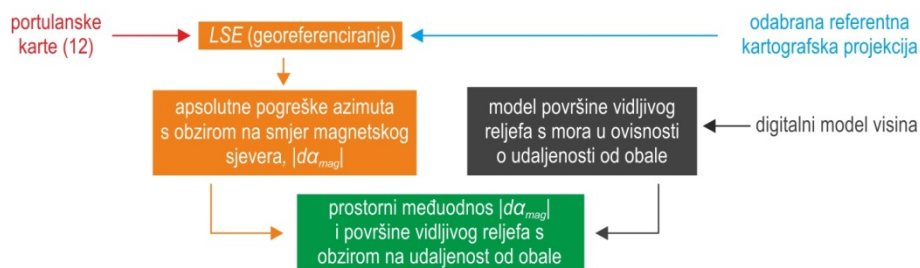 portulanske
karte (12)
LSE (georeferenciranje)
odabrana referentna
kartografska projekcija
apsolutne pogreške azimuta
s obzirom na smjer magnetskog
sjevera, |dαmag|
model površine vidljivog
reljefa s mora u ovisnosti
o udaljenosti od obale
digitalni model visina
prostorni međuodnos |dαmag|
i površine vidljivog reljefa s
obzirom na udaljenost od obale